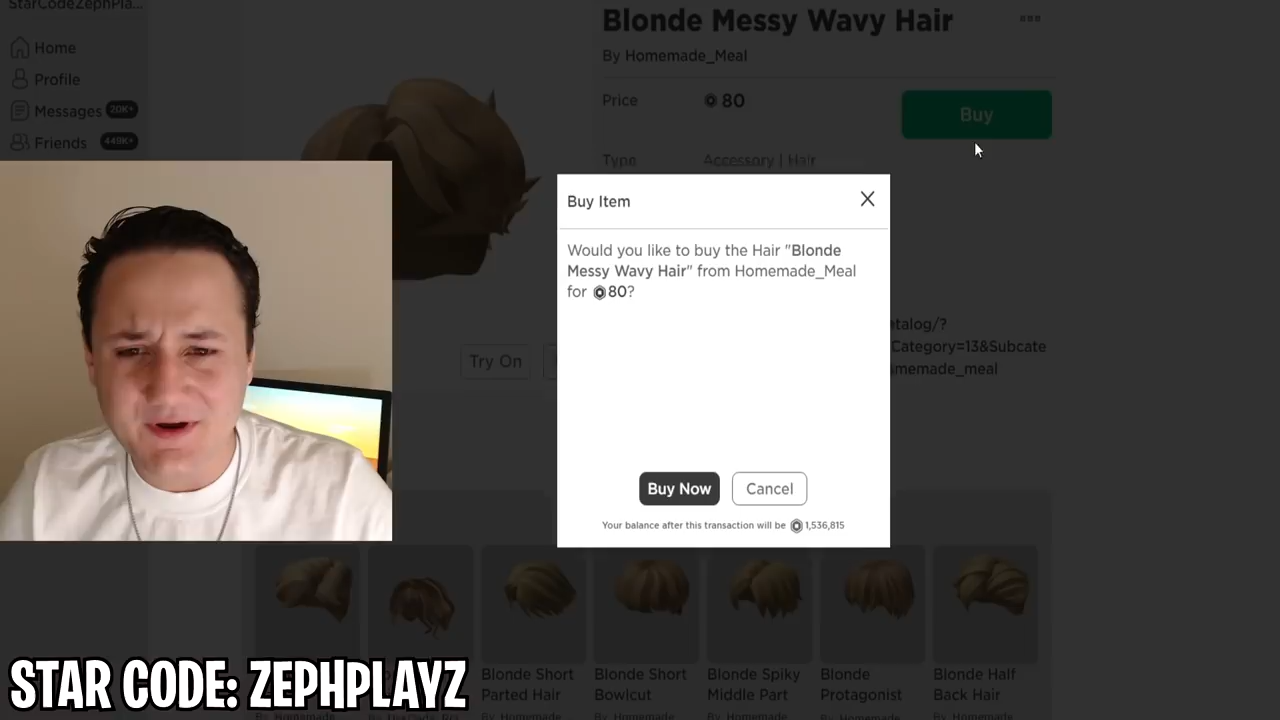 StarCodeZephPla...
Home
Profile
Messages 20K+
Friends 449K+
Blonde Messy Wavy Hair
By Homemade_Meal
Price 80
Buy
Type Accessory | Hair
Buy Item
Would you like to buy the Hair "Blonde
Messy Wavy Hair" from Homemade_Meal
for 80?
atalog/?
Category=13&Subcate
memade_meal
Try On
Buy Now Cancel
Your balance after this transaction will be 1,536,815
Blonde Short
Parted Hair
Blonde Short
Bowlcut
Blonde Spiky
Middle Part
Blonde
Protagonist
Blonde Half
Back Hair
STAR CODE: ZEPHPLAYZ